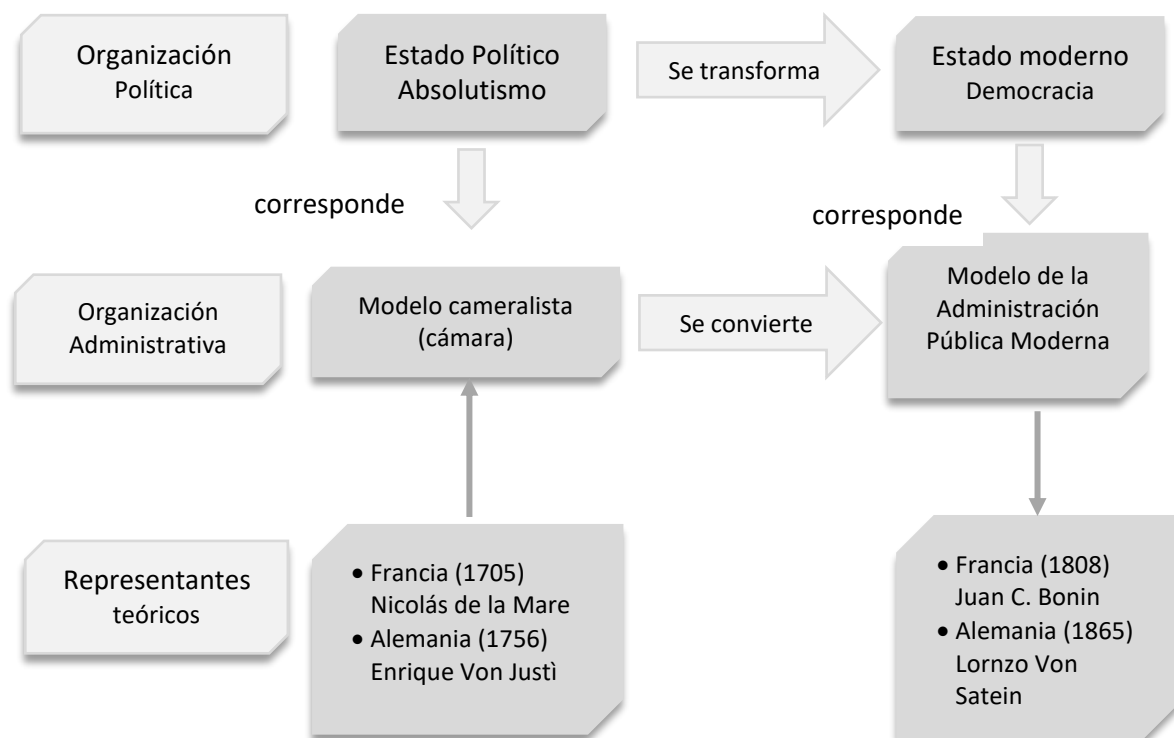 Organización
Política
Estado Político
Absolutismo
Se transforma
Estado moderno
Democracia
corresponde
corresponde
Organización
Administrativa
Modelo cameralista
(cámara)
Se convierte
Modelo de la
Administración
Pública Moderna
Representantes
teóricos
• Francia (1705)
Nicolás de la Mare
• Alemania (1756)
Enrique Von Justì
• Francia (1808)
Juan C. Bonin
• Alemania (1865)
Lornzo Von
Satein